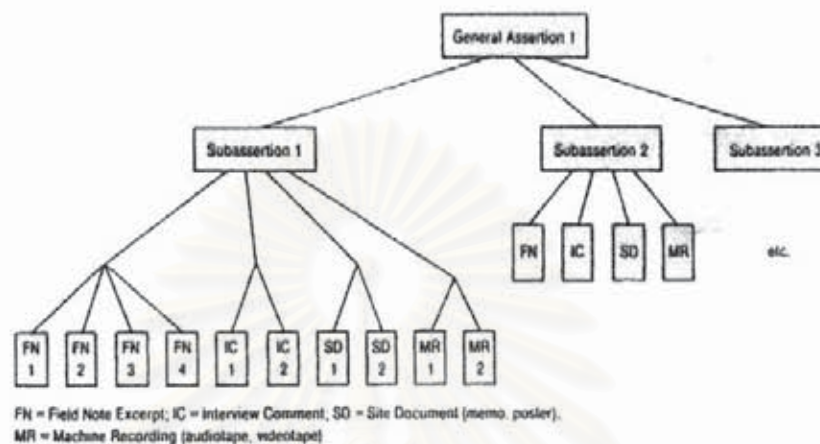 General Assertion 1
Subassertion 1
Subassertion 2
Subassertion 3
FN
IC
SD
MR
etc.
FN 1
FN 2
FN 3
FN 4
IC 1
IC 2
SD 1
SD 2
MR 1
MR 2
FN = Field Note Excerpt; IC = Interview Comment; SD = Site Document (memo, poster).
MR = Machine Recording (audiotape, videotape)